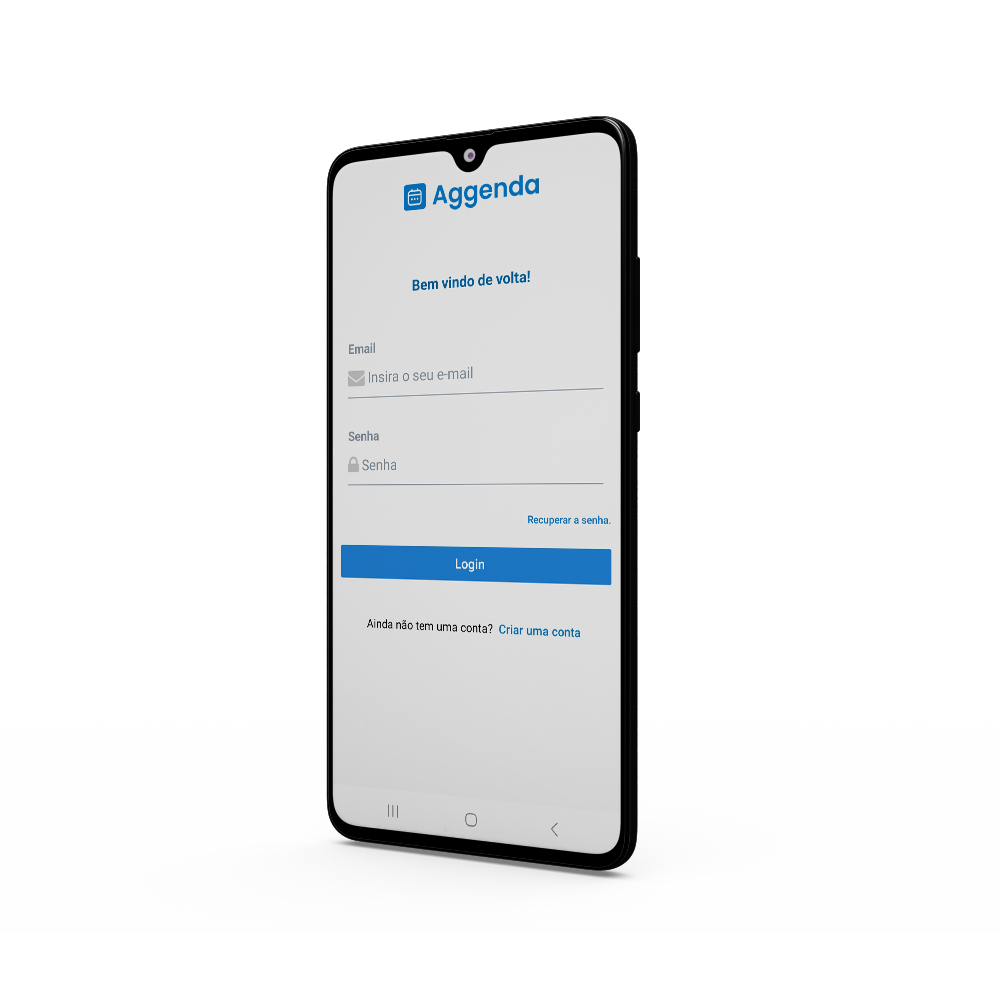 Aggenda
Bem vindo de volta!
Email
Insira o seu e-mail
Senha
Senha
Recuperar a senha.
Login
Ainda não tem uma conta? Criar uma conta